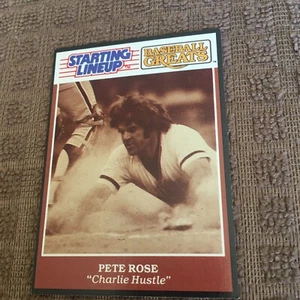 STARTING
LINEUP
BASEBALL
GREATS
PETE ROSE
"Charlie Hustle"